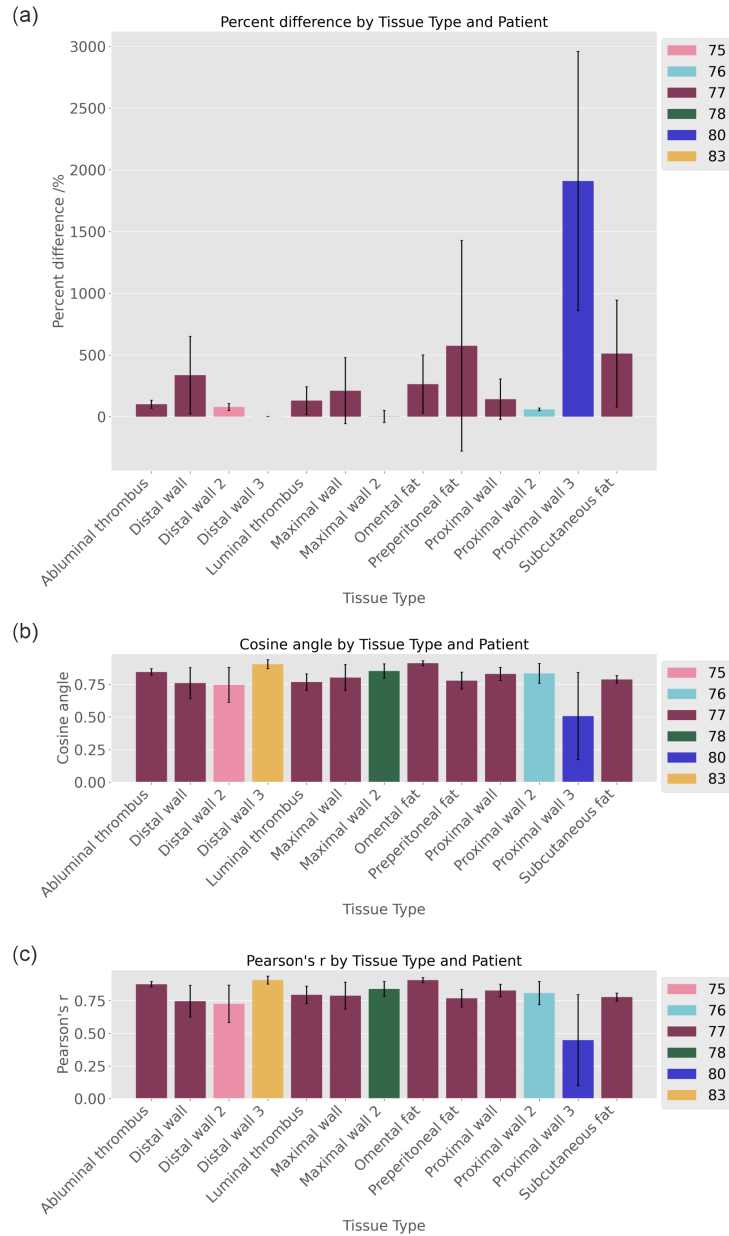 (a)
Percent difference by Tissue Type and Patient
3000
2500
2000
1500
1000
500
0
Percent difference /%
75
76
77
78
80
83
Abluminal thrombus
Distal wall
Distal wall 2
Distal wall 3
Luminal thrombus
Maximal wall
Maximal wall 2
Omental fat
Preperitoneal fat
Proximal wall
Proximal wall 2
Proximal wall 3
Subcutaneous fat
Tissue Type
(b)
Cosine angle by Tissue Type and Patient
0.75
0.50
0.25
0.00
Cosine angle
75
76
77
78
80
83
Abluminal thrombus
Distal wall
Distal wall 2
Distal wall 3
Luminal thrombus
Maximal wall
Maximal wall 2
Omental fat
Preperitoneal fat
Proximal wall
Proximal wall 2
Proximal wall 3
Subcutaneous fat
Tissue Type
(c)
Pearson's r by Tissue Type and Patient
0.75
0.50
0.25
0.00
Pearson's r
75
76
77
78
80
83
Abluminal thrombus
Distal wall
Distal wall 2
Distal wall 3
Luminal thrombus
Maximal wall
Maximal wall 2
Omental fat
Preperitoneal fat
Proximal wall
Proximal wall 2
Proximal wall 3
Subcutaneous fat
Tissue Type